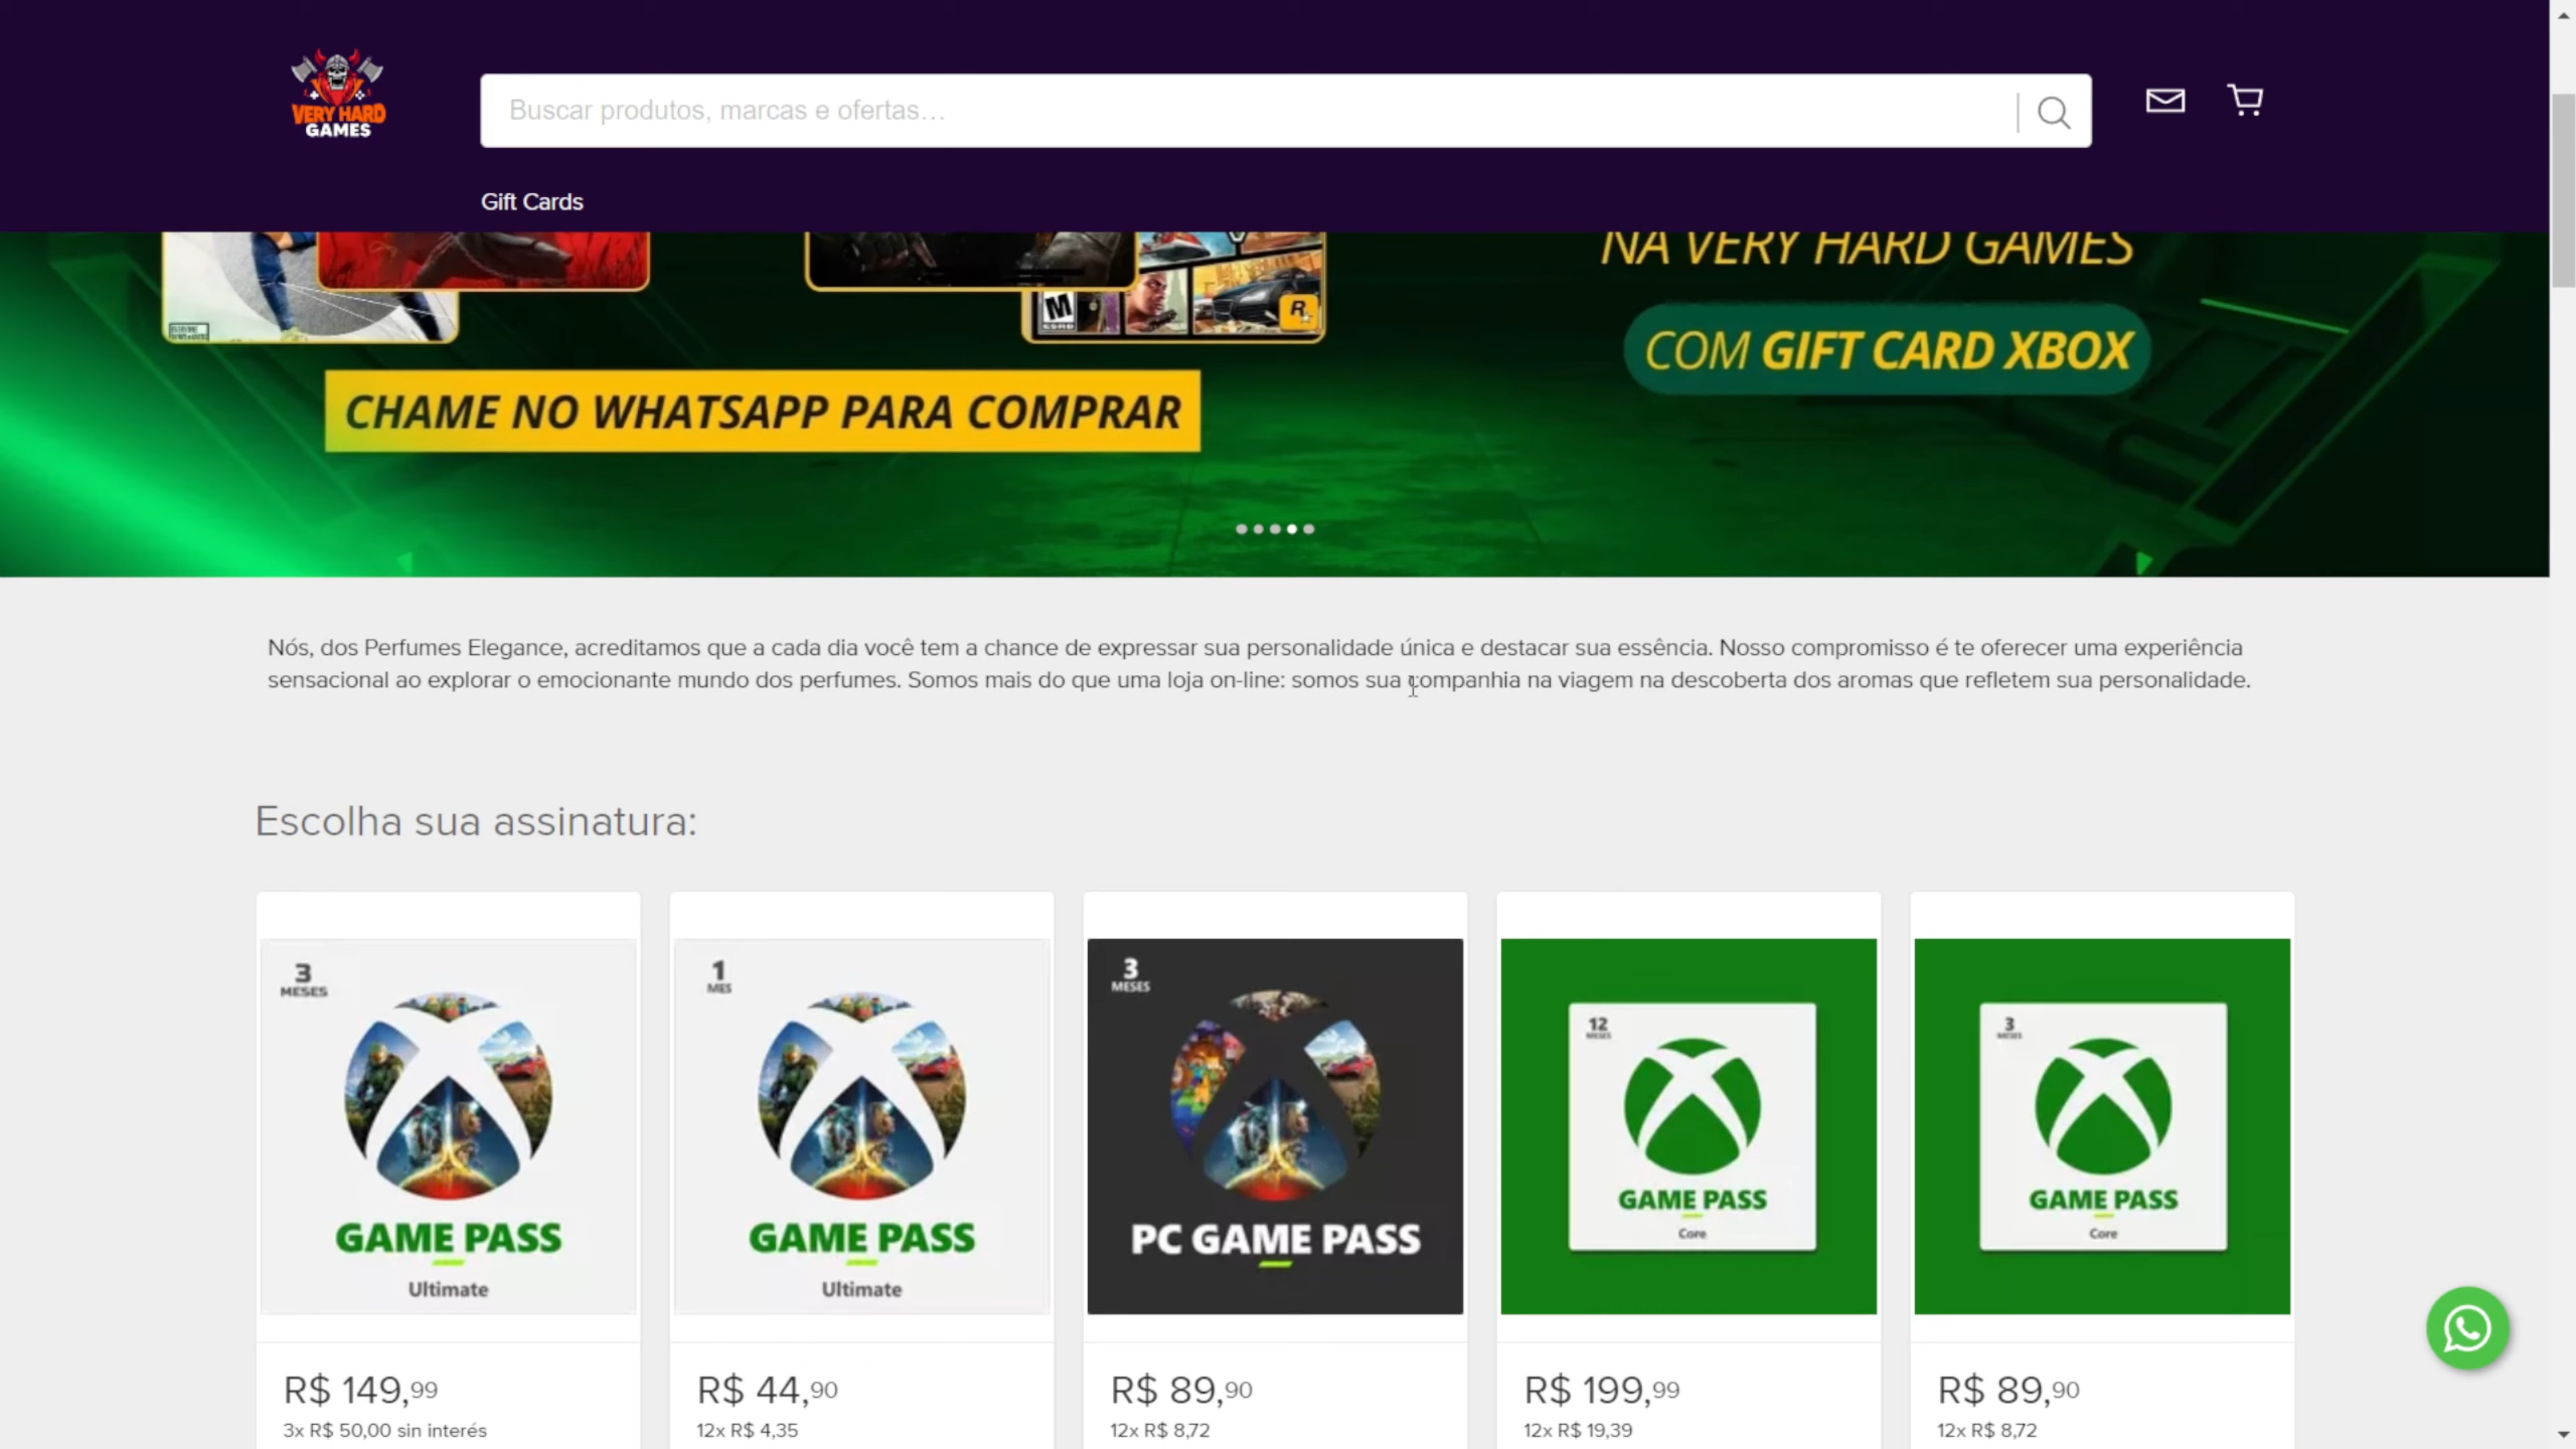 VERY HARD
GAMES
Buscar produtos, marcas e ofertas...
Gift Cards
NA VERY HARD GAMES
COM GIFT CARD XBOX
M
ESRB
R
CHAME NO WHATSAPP PARA COMPRAR
Nós, dos Perfumes Elegance, acreditamos que a cada dia você tem a chance de expressar sua personalidade única e destacar sua essência. Nosso compromisso é te oferecer uma experiência
sensacional ao explorar o emocionante mundo dos perfumes. Somos mais do que uma loja on-line: somos sua companhia na viagem na descoberta dos aromas que refletem sua personalidade.
Escolha sua assinatura:
3
MESES
GAME PASS
Ultimate
R$ 149,99
3x R$ 50,00 sin interés
1
MES
GAME PASS
Ultimate
R$ 44,90
12x R$ 4,35
3
MESES
PC GAME PASS
R$ 89,90
12x R$ 8,72
12
MESES
GAME PASS
Core
R$ 199,99
12x R$ 19,39
3
MESES
GAME PASS
Core
R$ 89,90
12x R$ 8,72